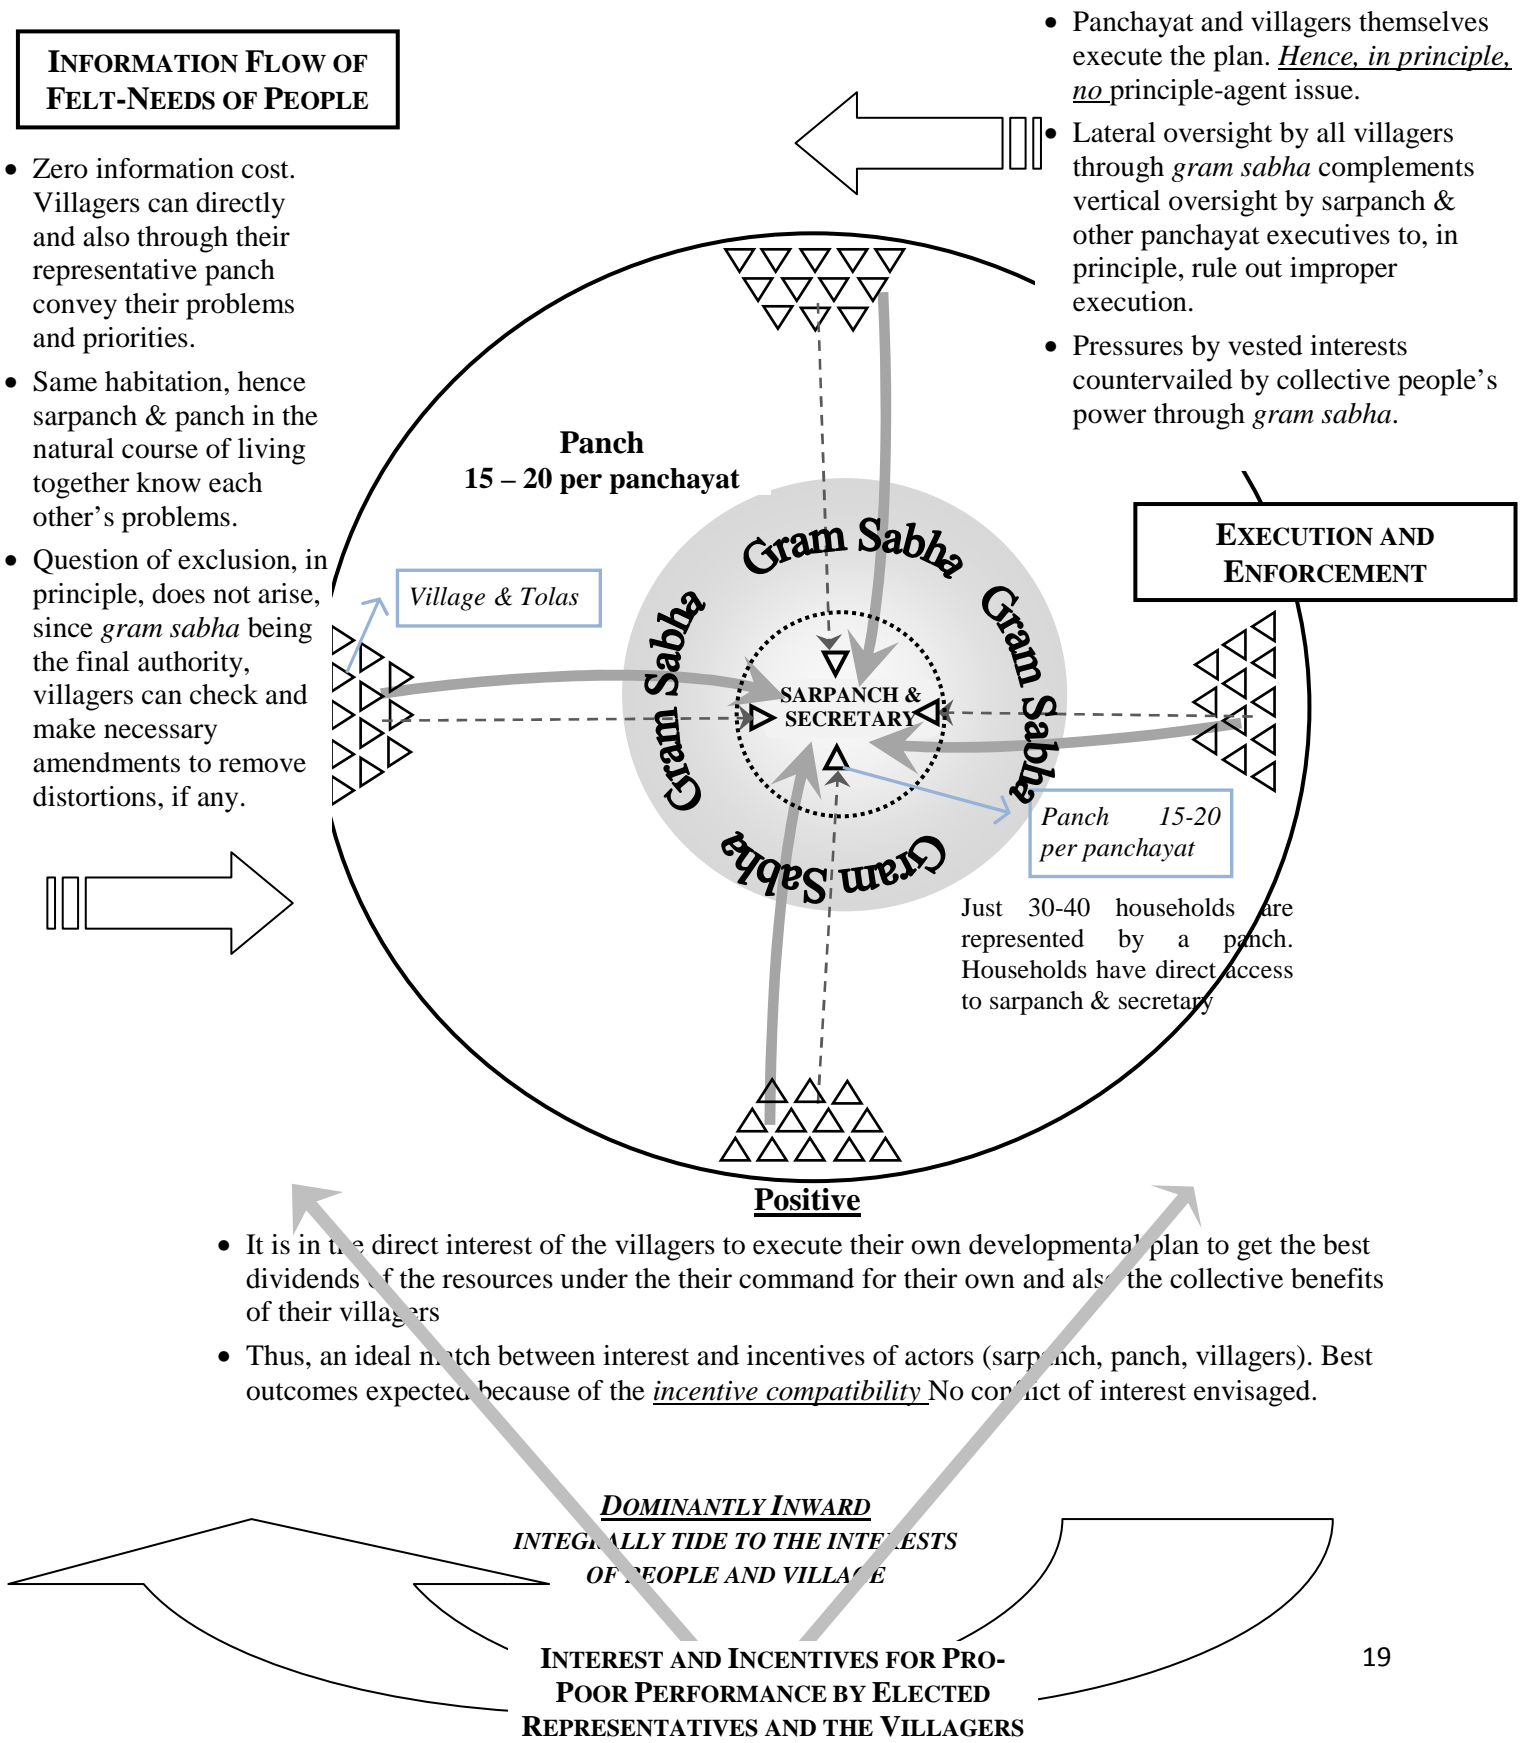 INFORMATION FLOW OF
FELT-NEEDS OF PEOPLE
• Zero information cost.
Villagers can directly
and also through their
representative panch
convey their problems
and priorities.
• Same habitation, hence
sarpanch & panch in the
natural course of living
together know each
other's problems.
• Question of exclusion, in
principle, does not arise,
since gram sabha being
the final authority,
villagers can check and
make necessary
amendments to remove
distortions, if any.
• Panchayat and villagers themselves
execute the plan. Hence, in principle,
no principle-agent issue.
• Lateral oversight by all villagers
through gram sabha complements
vertical oversight by sarpanch &
other panchayat executives to, in
principle, rule out improper
execution.
• Pressures by vested interests
countervailed by collective people's
power through gram sabha.
EXECUTION AND
ENFORCEMENT
Panch
15 – 20 per panchayat
Village & Tolas
Gram Sabha
Gram Sabha
Gram Sabha
Gram Sabha
SARPANCH &
SECRETARY
Panch 15-20
per panchayat
Just 30-40 households are
represented by a panch.
Households have direct access
to sarpanch & secretary
Positive
• It is in the direct interest of the villagers to execute their own developmental plan to get the best
dividends of the resources under the their command for their own and also the collective benefits
of their villagers
• Thus, an ideal match between interest and incentives of actors (sarpanch, panch, villagers). Best
outcomes expected because of the incentive compatibility No conflict of interest envisaged.
DOMINANTLY INWARD
INTEGRALLY TIDE TO THE INTERESTS
OF PEOPLE AND VILLAGE
INTEREST AND INCENTIVES FOR PRO-
POOR PERFORMANCE BY ELECTED
REPRESENTATIVES AND THE VILLAGERS
19